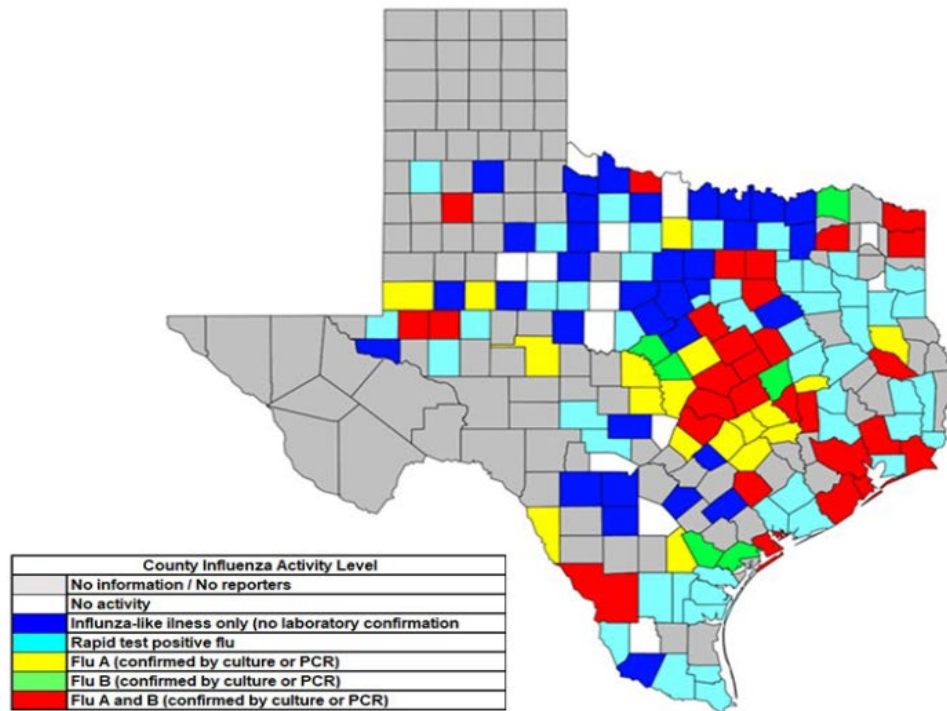 County Influenza Activity Level
No information / No reporters
No activity
Influnza-like ilness only (no laboratory confirmation
Rapid test positive flu
Flu A (confirmed by culture or PCR)
Flu B (confirmed by culture or PCR)
Flu A and B (confirmed by culture or PCR)